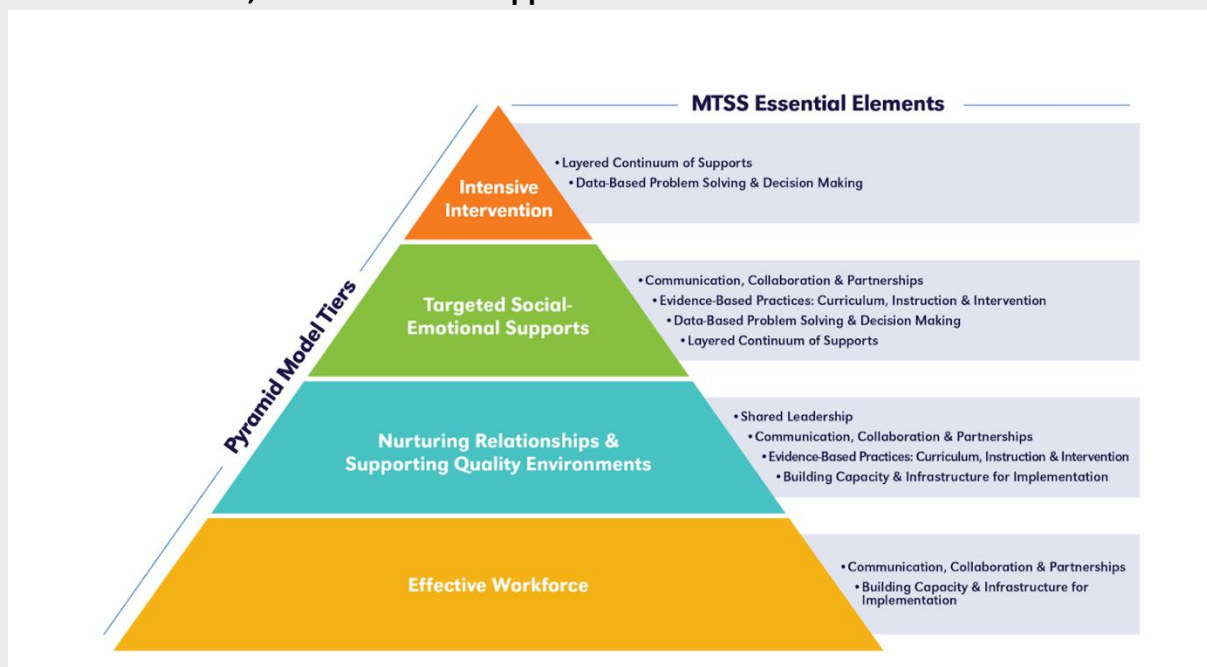 MTSS Essential Elements
Pyramid Model Tiers
Intensive
Intervention
• Layered Continuum of Supports
• Data-Based Problem Solving & Decision Making
Targeted Social-
Emotional Supports
• Communication, Collaboration & Partnerships
• Evidence-Based Practices: Curriculum, Instruction & Intervention
• Data-Based Problem Solving & Decision Making
• Layered Continuum of Supports
Nurturing Relationships &
Supporting Quality Environments
• Shared Leadership
• Communication, Collaboration & Partnerships
• Evidence-Based Practices: Curriculum, Instruction & Intervention
• Building Capacity & Infrastructure for Implementation
Effective Workforce
• Communication, Collaboration & Partnerships
• Building Capacity & Infrastructure for
Implementation